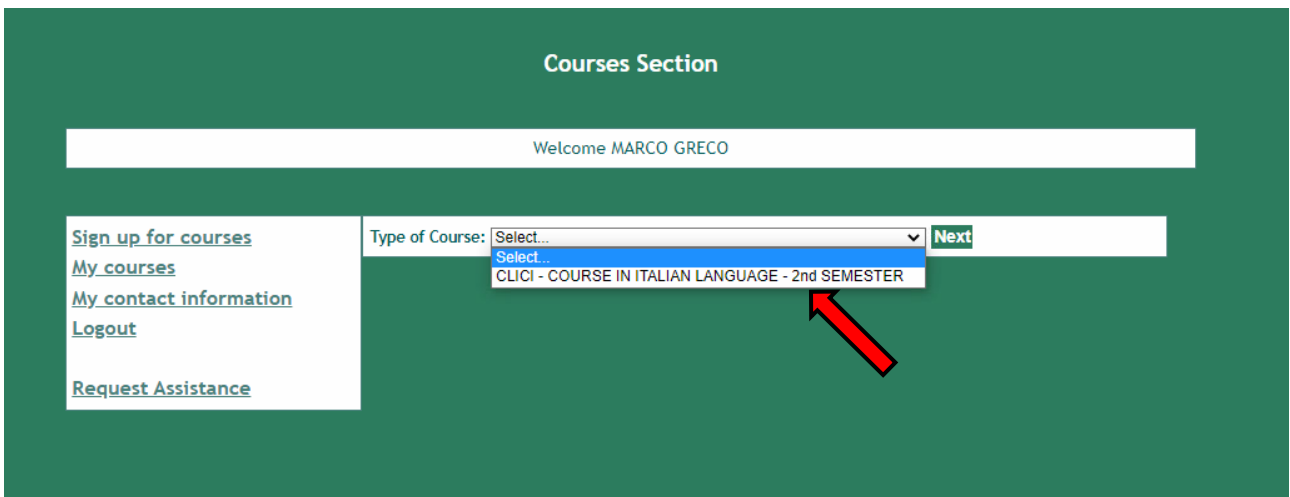 Courses Section
Welcome MARCO GRECO
Sign up for courses
My courses
My contact information
Logout
Request Assistance
Type of Course: Select... Next
Select...
CLICI - COURSE IN ITALIAN LANGUAGE - 2nd SEMESTER